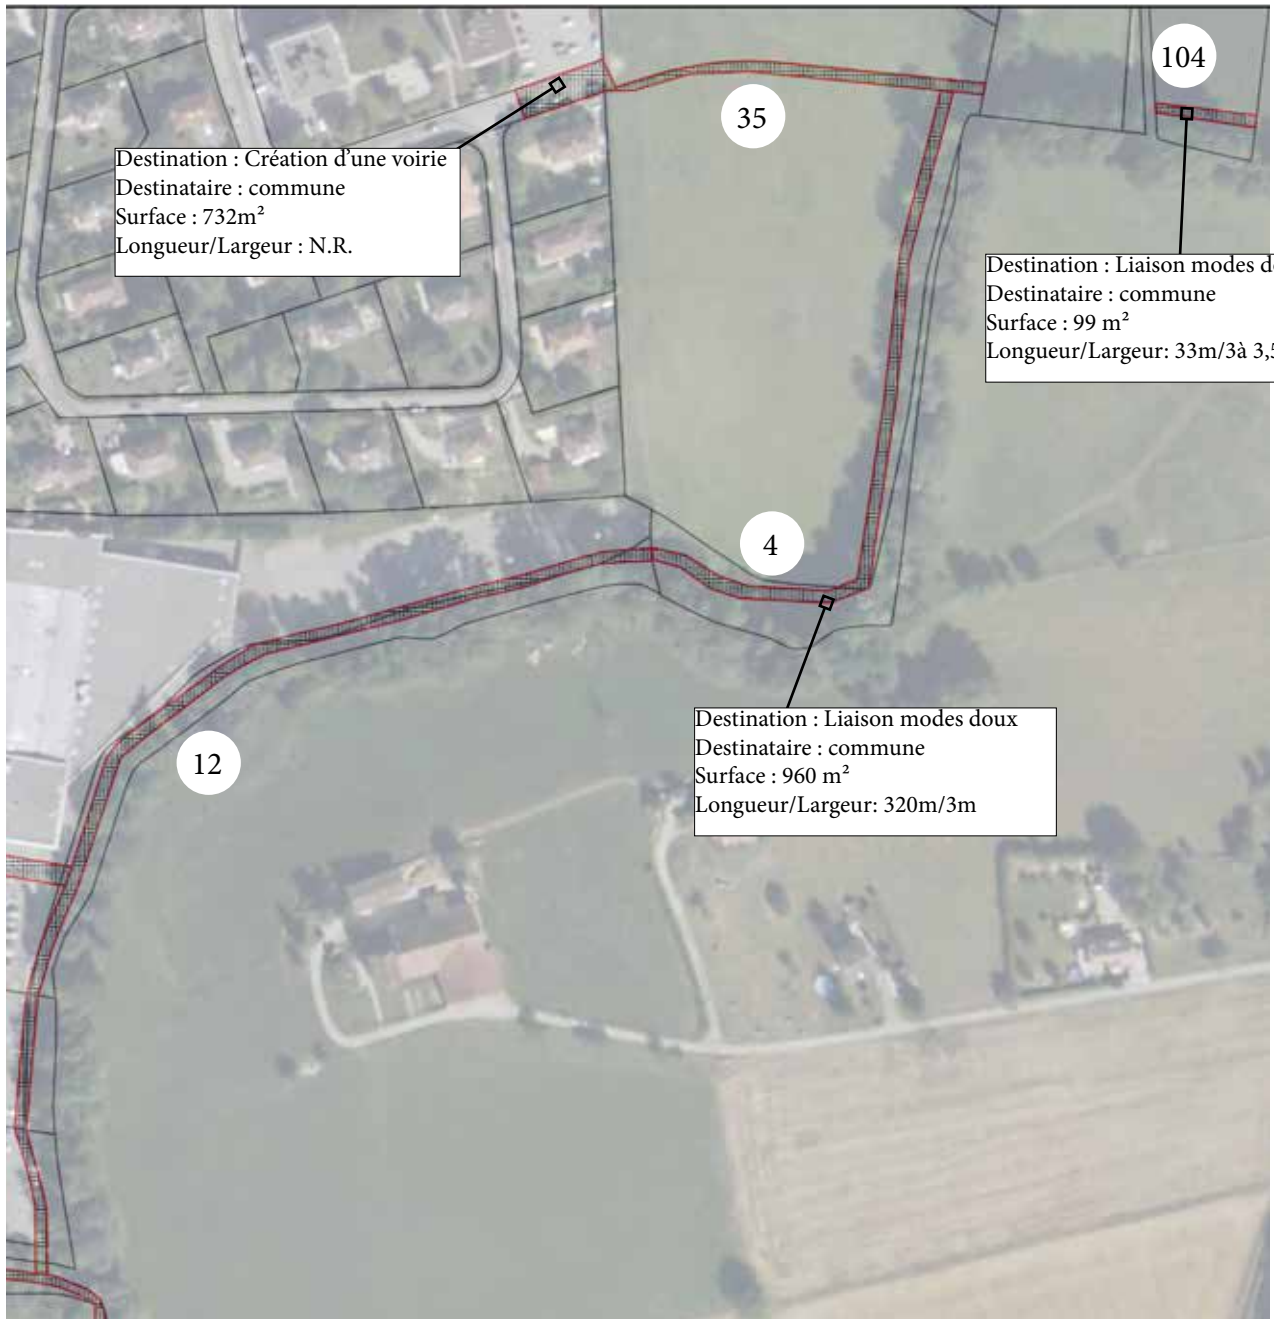 104
35
Destination : Création d'une voirie
Destinataire : commune
Surface : 732m²
Longueur/Largeur : N.R.
Destination : Liaison modes
Destinataire : commune
Surface : 99 m²
Longueur/Largeur: 33m/3à 3,5
4
12
Destination : Liaison modes doux
Destinataire : commune
Surface : 960 m²
Longueur/Largeur: 320m/3m